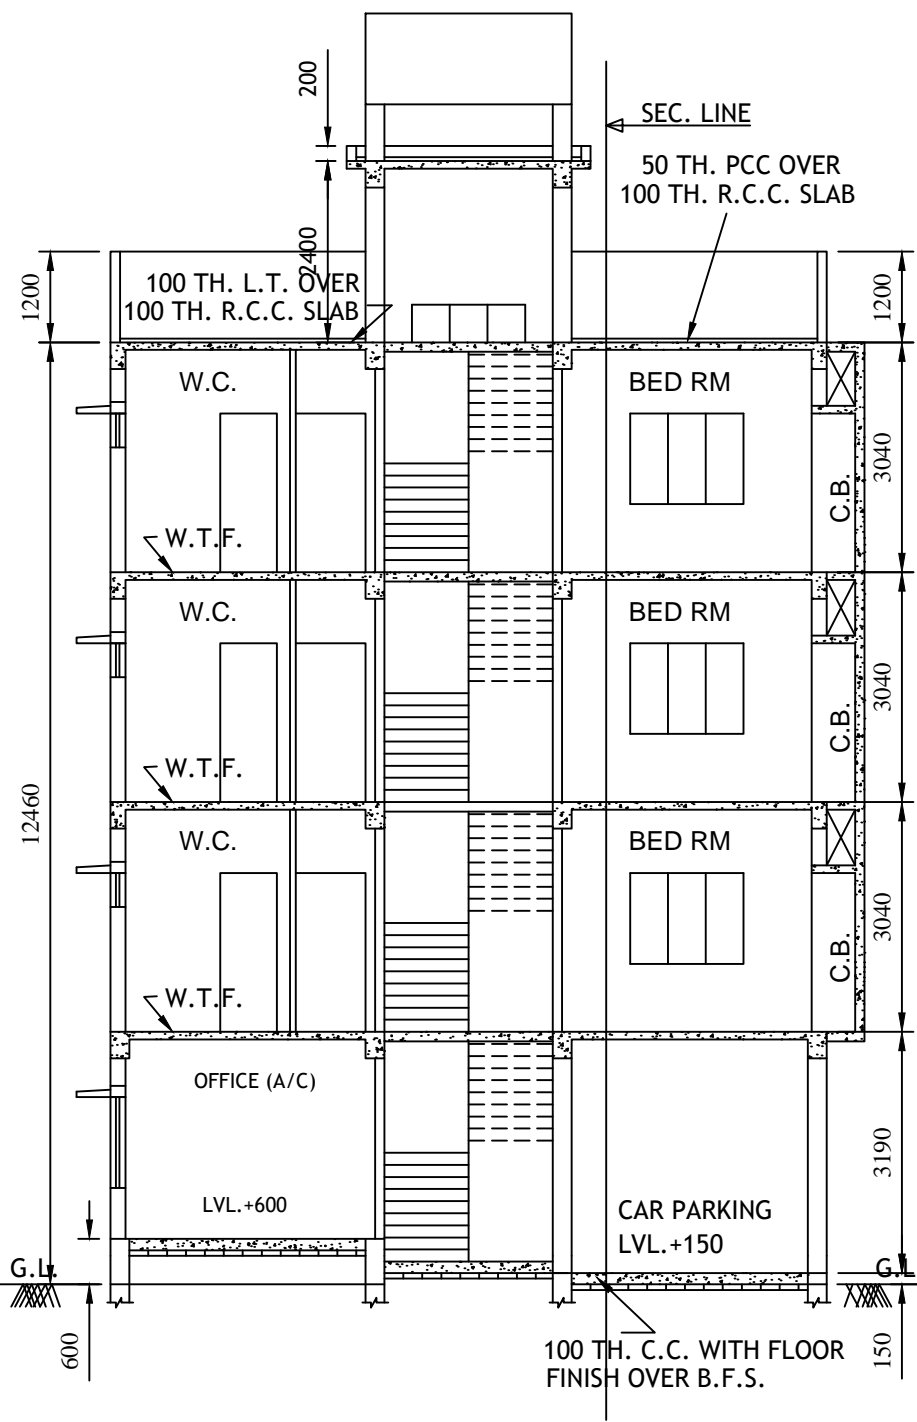 200
SEC. LINE
50 TH. PCC OVER
100 TH. R.C.C. SLAB
2400
1200
100 TH. L.T. OVER
100 TH. R.C.C. SLAB
1200
W.C.
BED RM
3040
C.B.
W.T.F.
W.C.
BED RM
3040
C.B.
W.T.F.
12460
W.C.
BED RM
3040
C.B.
W.T.F.
OFFICE (A/C)
3190
LVL.+600
CAR PARKING
LVL.+150
G.L.
G.L
600
100 TH. C.C. WITH FLOOR
FINISH OVER B.F.S.
150